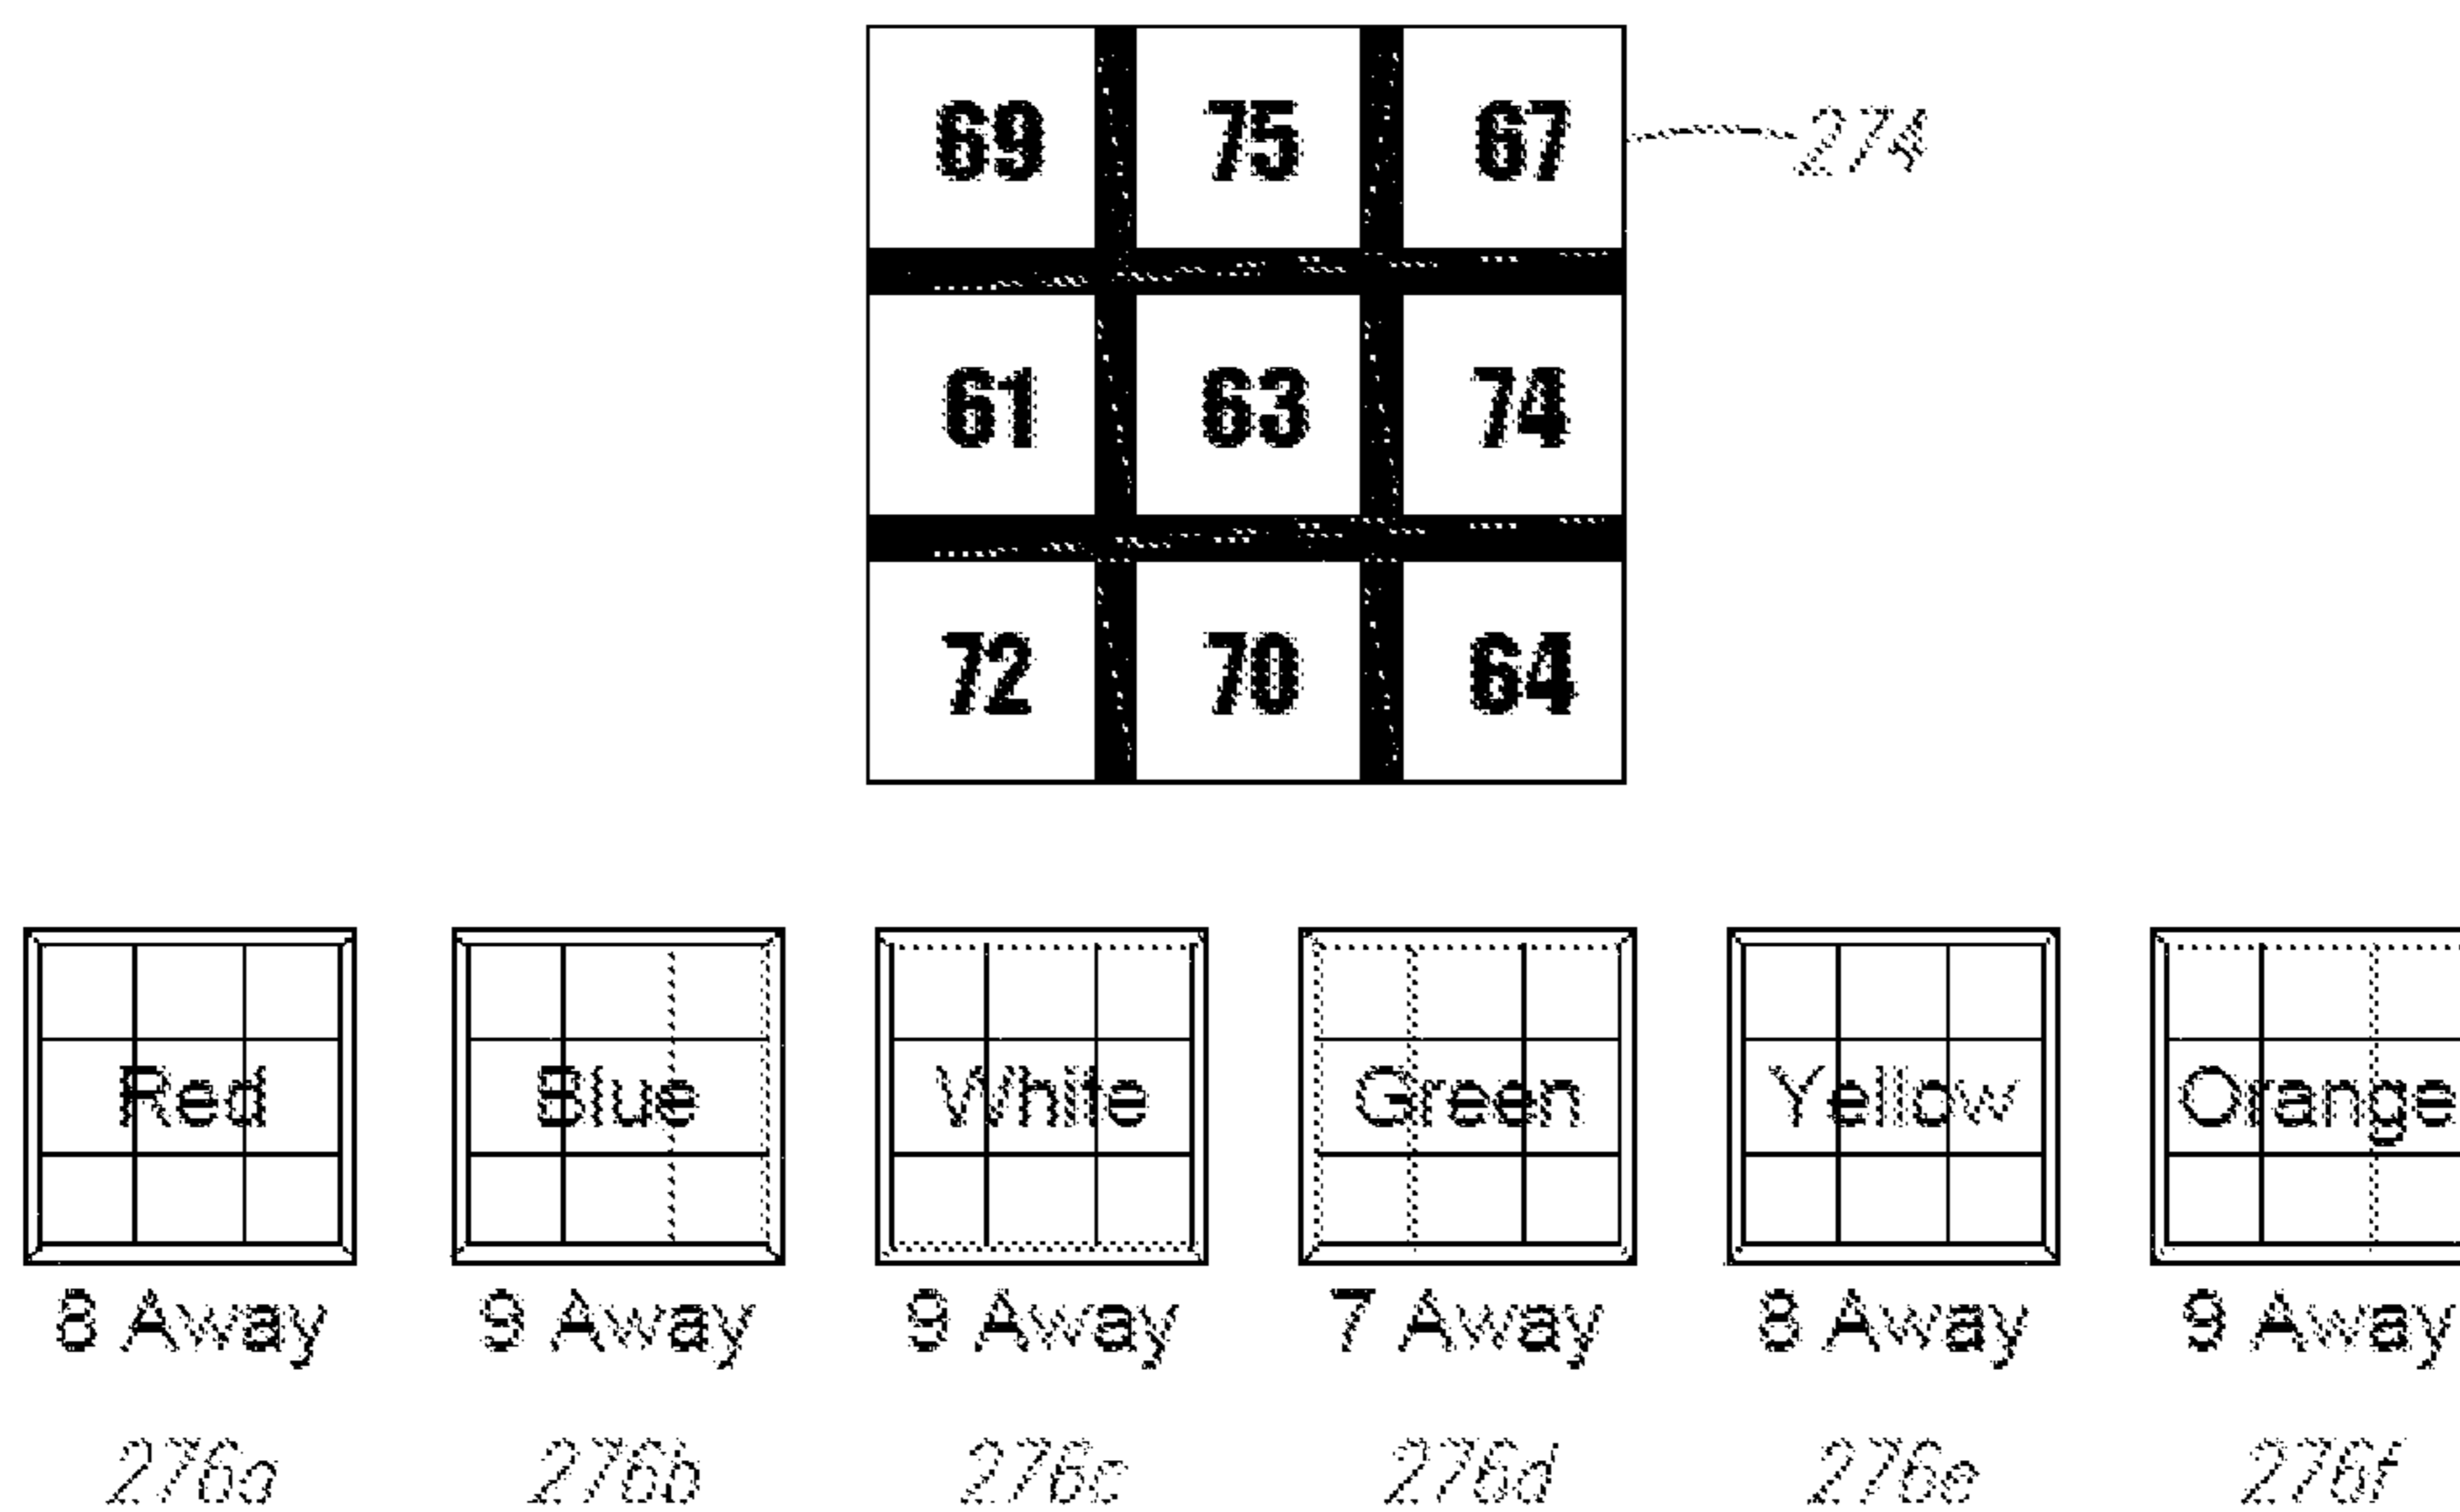 69 75 67 274
61 63 74
72 70 64
Red Blue White Green Yellow Orange
8 Away 9 Away 9 Away 7 Away 8 Away 9 Away
276a 276b 276c 276d 276e 276f